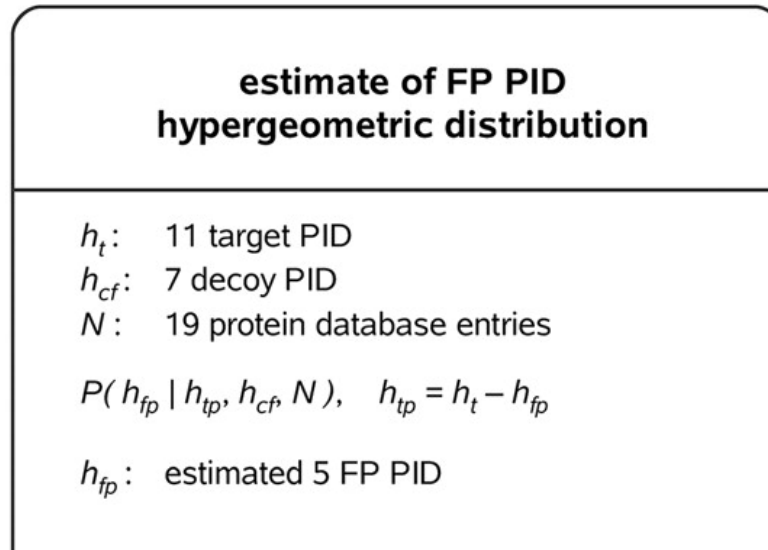 estimate of FP PID
hypergeometric distribution
h_t: 11 target PID
h_cf: 7 decoy PID
N: 19 protein database entries
P( h_fp | h_tp, h_cf, N ), h_tp = h_t – h_fp
h_fp: estimated 5 FP PID